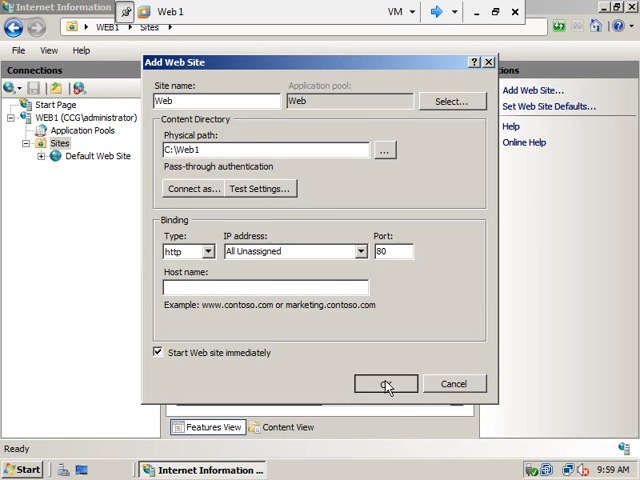 Internet Information
Web 1
VM
WEB1
Sites
File View Help
Connections
Start Page
WEB1 (CCG\administrator)
Application Pools
Sites
Default Web Site
Add Web Site
Site name:
Application pool:
Web
Web
Select...
Content Directory
Physical path:
C:\Web1
...
Pass-through authentication
Connect as...
Test Settings...
Binding
Type:
IP address:
Port:
http
All Unassigned
80
Host name:
Example: www.contoso.com or marketing.contoso.com
Start Web site immediately
Cancel
Add Web Site...
Set Web Site Defaults...
Help
Online Help
Features View
Content View
Ready
Start
Internet Information ...
9:59 AM